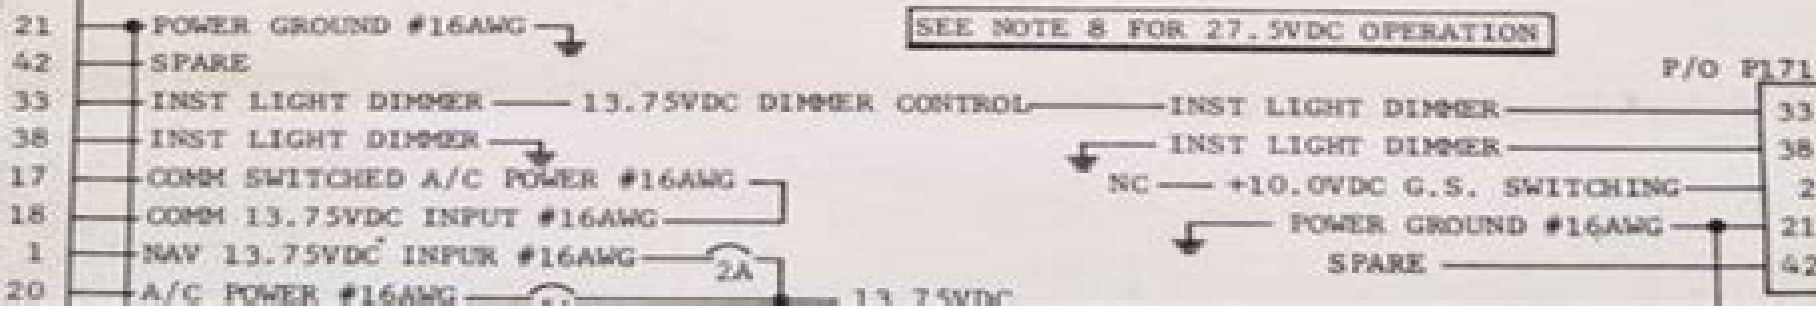 SEE NOTE 8 FOR 27.5VDC OPERATION
21 POWER GROUND #16AWG
42 SPARE
33 INST LIGHT DIMMER 13.75VDC DIMMER CONTROL
38 INST LIGHT DIMMER
17 COMM SWITCHED A/C POWER #16AWG
18 COMM 13.75VDC INPUT #16AWG
1 NAV 13.75VDC INPUR #16AWG 2A
20 A/C POWER #16AWG 13.75VDC
P/O P171
INST LIGHT DIMMER 33
INST LIGHT DIMMER 38
NC +10.0VDC G.S. SWITCHING 2
POWER GROUND #16AWG 21
SPARE 42